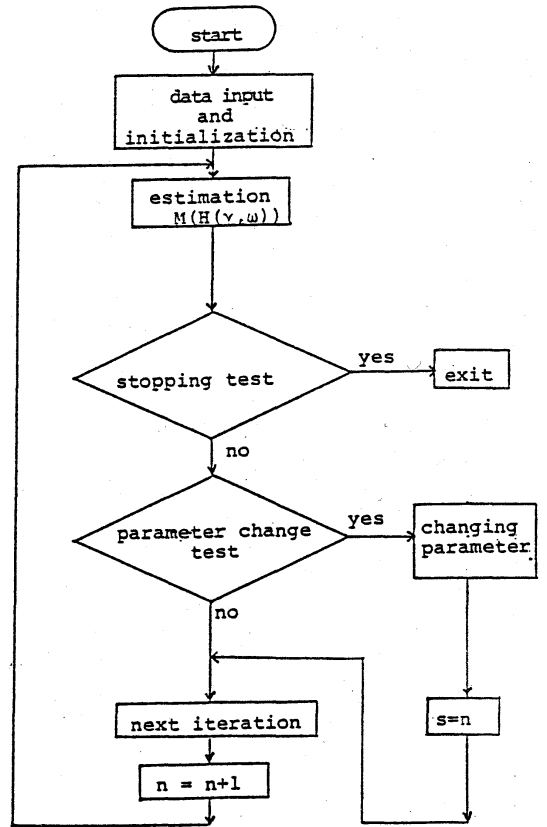 start
data input
and
initialization
estimation
M(H(γ,ω))
stopping test
yes
exit
no
parameter change
test
yes
changing
parameter
no
next iteration
s=n
n = n+1